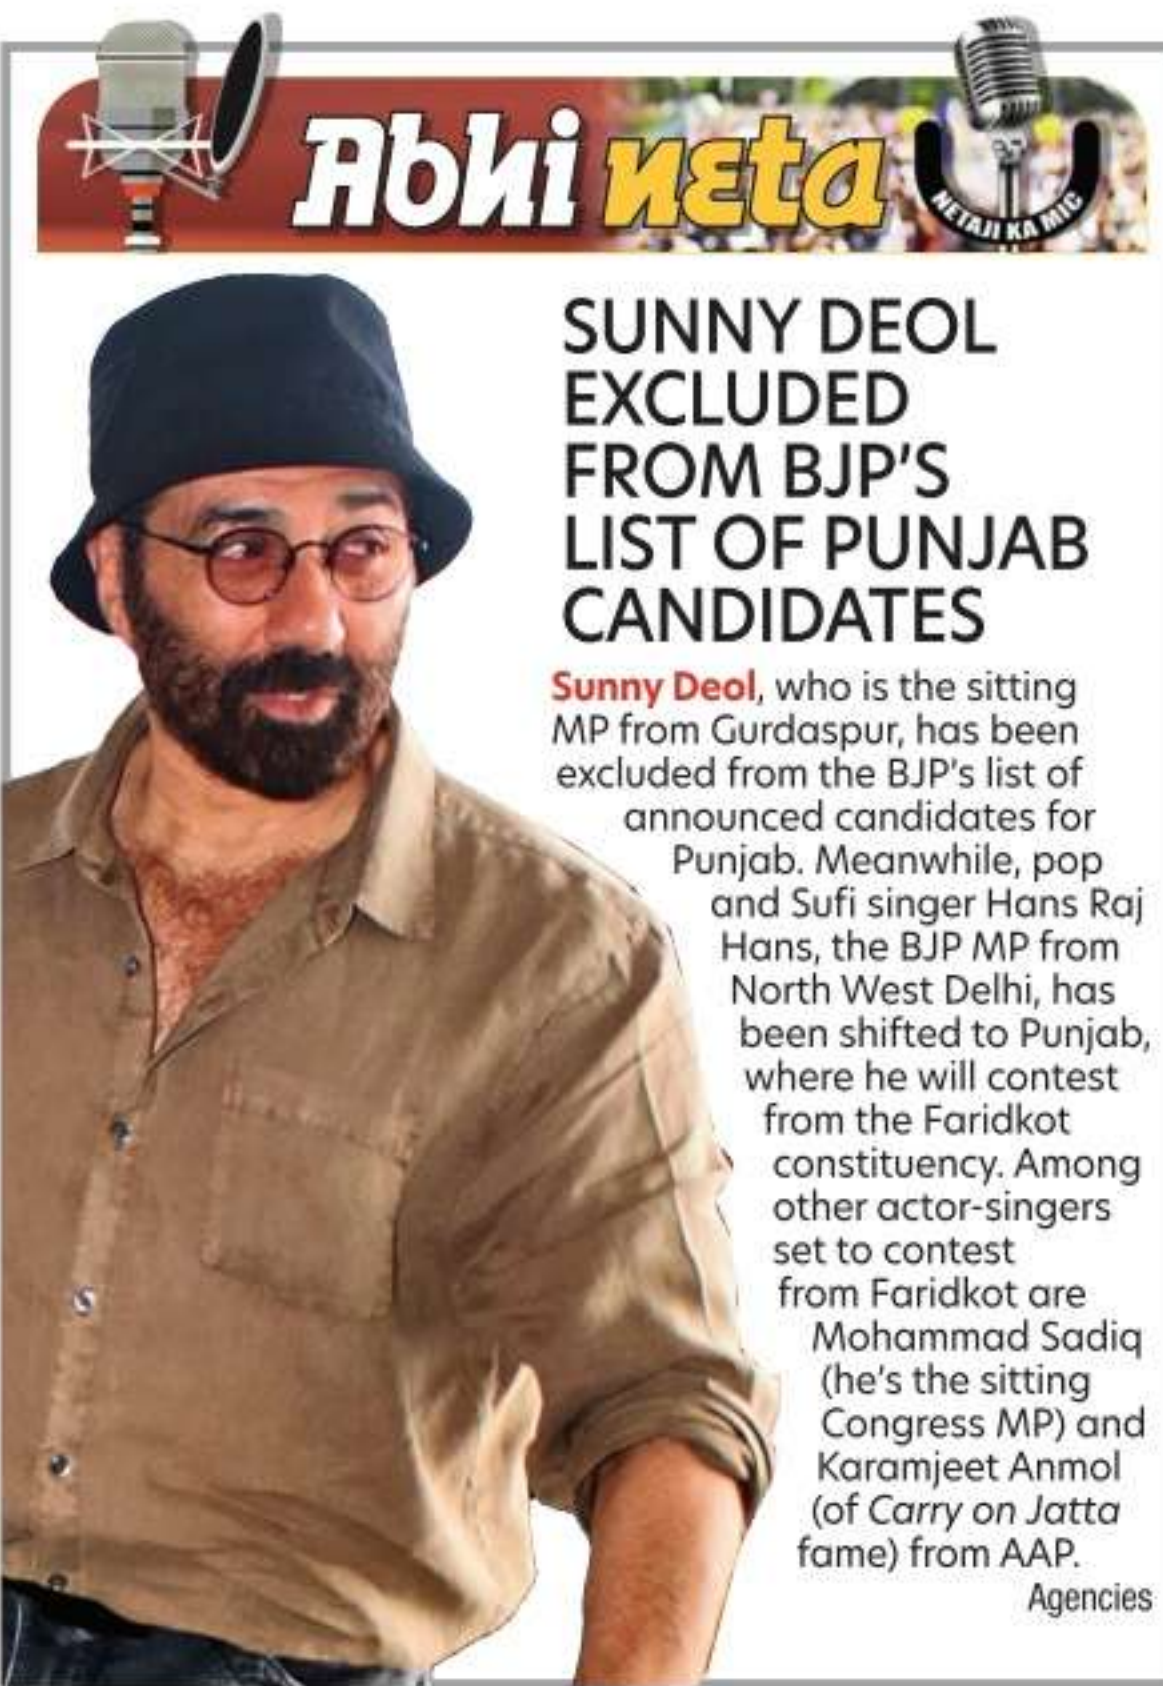 Abhi neta
NETAJI KA MIC
SUNNY DEOL
EXCLUDED
FROM BJP'S
LIST OF PUNJAB
CANDIDATES
Sunny Deol, who is the sitting
MP from Gurdaspur, has been
excluded from the BJP's list of
announced candidates for
Punjab. Meanwhile, pop
and Sufi singer Hans Raj
Hans, the BJP MP from
North West Delhi, has
been shifted to Punjab,
where he will contest
from the Faridkot
constituency. Among
other actor-singers
set to contest
from Faridkot are
Mohammad Sadiq
(he's the sitting
Congress MP) and
Karamjeet Anmol
(of Carry on Jatta
fame) from AAP.
Agencies